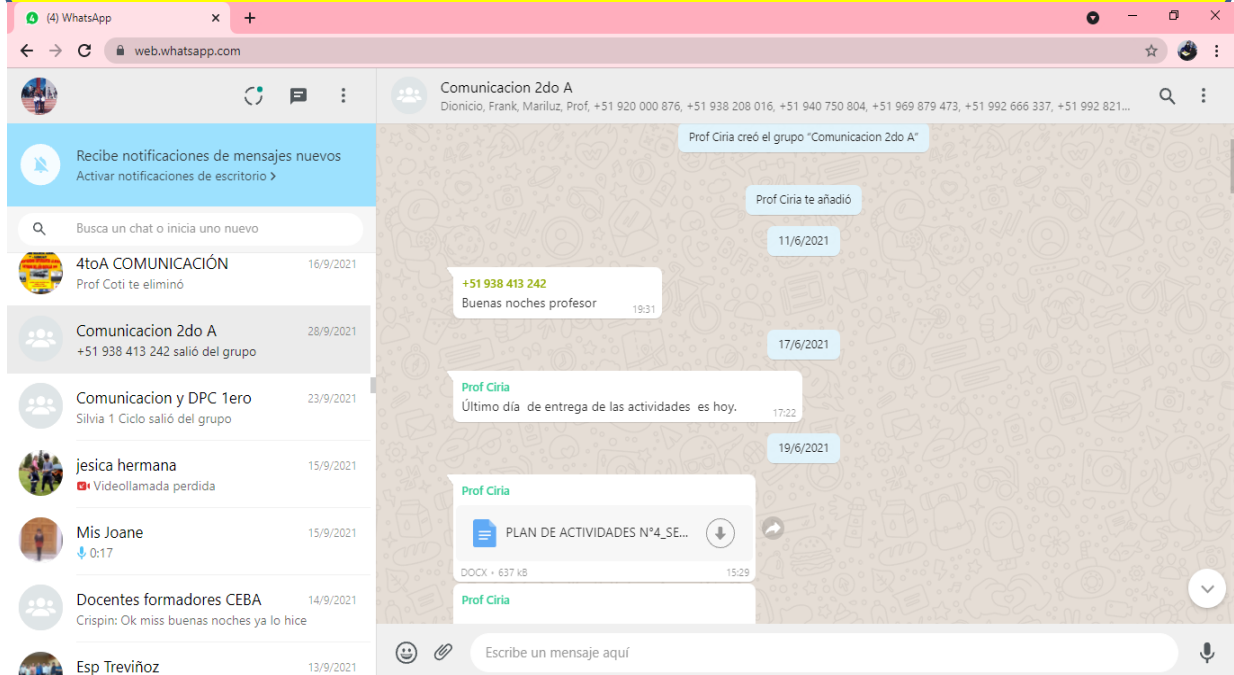 (4) WhatsApp
web.whatsapp.com
Recibe notificaciones de mensajes nuevos
Activar notificaciones de escritorio >
Busca un chat o inicia uno nuevo
4toA COMUNICACIÓN 16/9/2021
Prof Coti te eliminó
Comunicacion 2do A 28/9/2021
+51 938 413 242 salió del grupo
Comunicacion y DPC 1ero 23/9/2021
Silvia 1 Ciclo salió del grupo
jesica hermana 15/9/2021
Videollamada perdida
Mis Joane 15/9/2021
0:17
Docentes formadores CEBA 14/9/2021
Crispin: Ok miss buenas noches ya lo hice
Esp Treviñoz 13/9/2021
Comunicacion 2do A
Dionicio, Frank, Mariluz, Prof, +51 920 000 876, +51 938 208 016, +51 940 750 804, +51 969 879 473, +51 992 666 337, +51 992 821...
Prof Ciria creó el grupo "Comunicacion 2do A"
Prof Ciria te añadió
11/6/2021
+51 938 413 242
Buenas noches profesor 19:31
17/6/2021
Prof Ciria
Último día de entrega de las actividades es hoy. 17:22
19/6/2021
Prof Ciria
PLAN DE ACTIVIDADES N°4_SE...
DOCX • 637 kB 15:29
Prof Ciria
Escribe un mensaje aquí